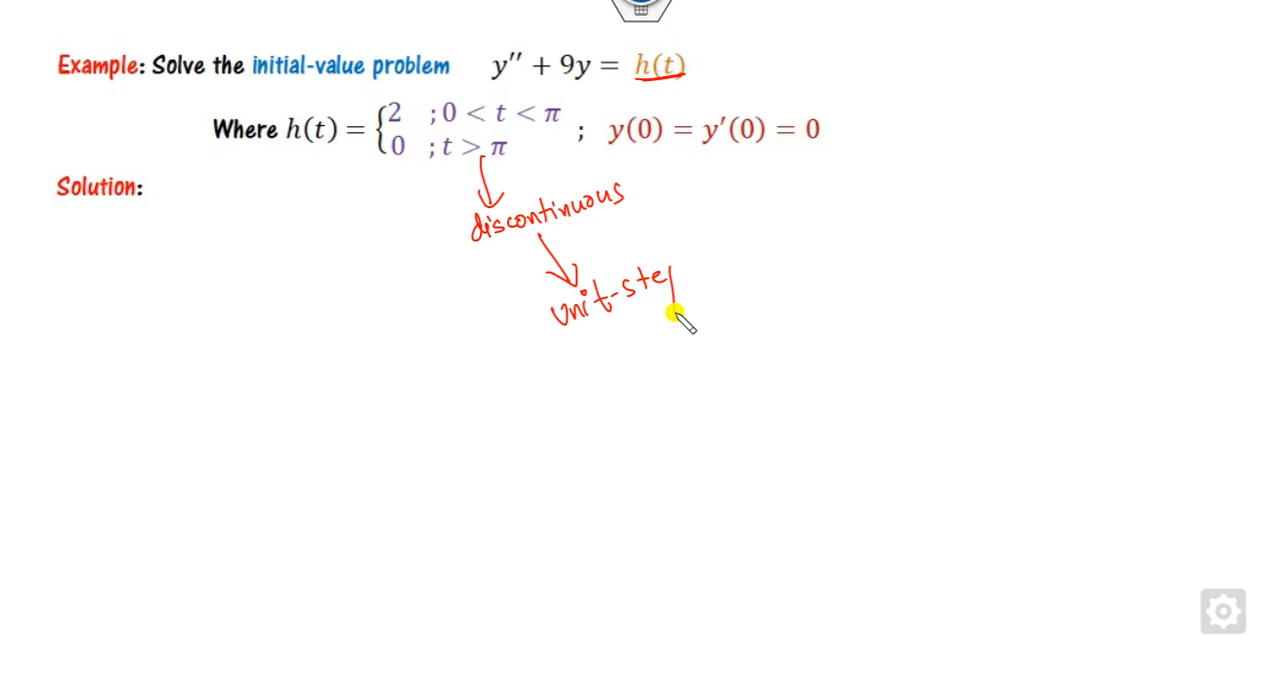 Example: Solve the initial-value problem y″ + 9y = h(t)
Where h(t) = {2 ; 0 < t < π
0 ; t > π
; y(0) = y′(0) = 0
Solution:
discontinuous
Unit-step